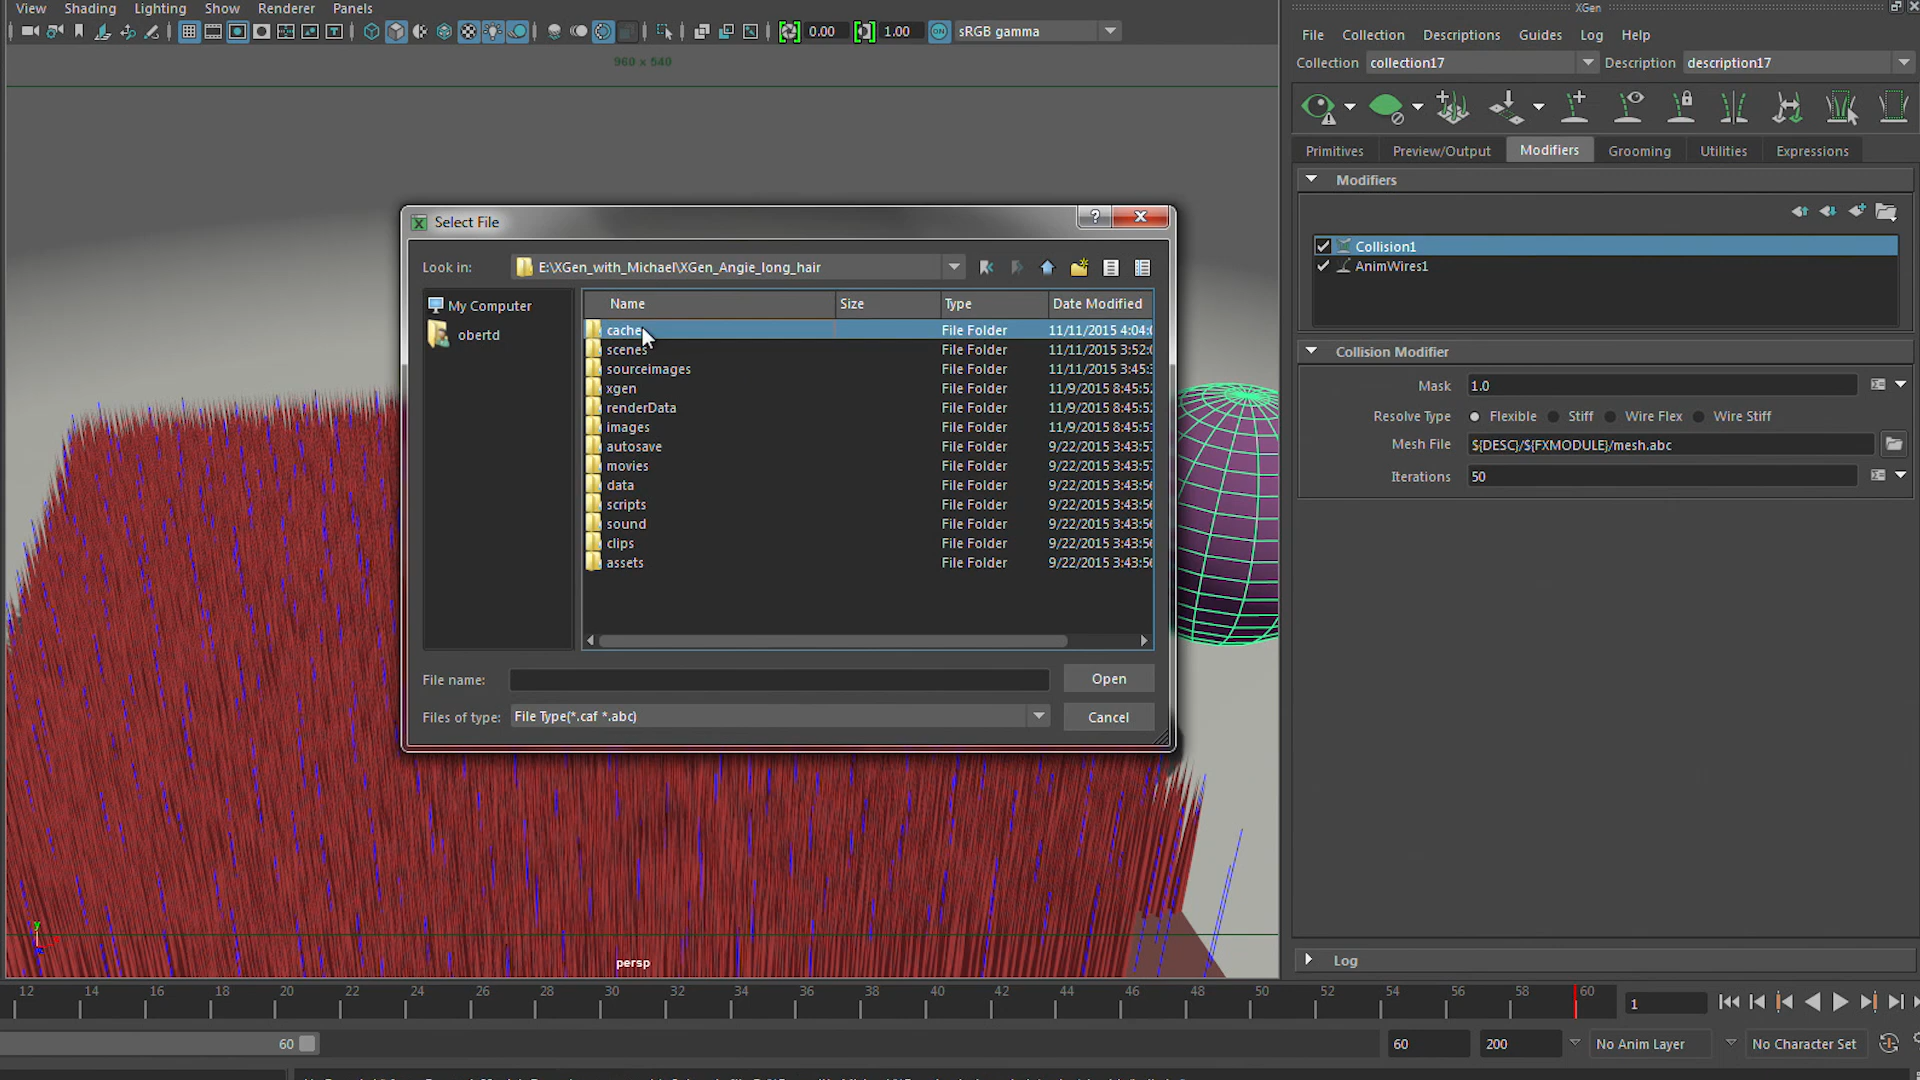 View Shading Lighting Show Renderer Panels
0.00 1.00 ON sRGB gamma
960 x 540
XGen
File Collection Descriptions Guides Log Help
Collection collection17 Description description17
Primitives Preview/Output Modifiers Grooming Utilities Expressions
Modifiers
Collision1
AnimWires1
Collision Modifier
Mask 1.0
Resolve Type Flexible Stiff Wire Flex Wire Stiff
Mesh File ${DESC}/${FXMODULE}/mesh.abc
Iterations 50
Log
Select File
Look in: E:\XGen_with_Michael\XGen_Angie_long_hair
My Computer
obertd
Name Size Type Date Modified
cache File Folder 11/11/2015 4:04:
scenes File Folder 11/11/2015 3:52:
sourceimages File Folder 11/11/2015 3:45:
xgen File Folder 11/9/2015 8:45:
renderData File Folder 11/9/2015 8:45:
images File Folder 11/9/2015 8:45:
autosave File Folder 9/22/2015 3:43:
movies File Folder 9/22/2015 3:43:
data File Folder 9/22/2015 3:43:
scripts File Folder 9/22/2015 3:43:
sound File Folder 9/22/2015 3:43:
clips File Folder 9/22/2015 3:43:
assets File Folder 9/22/2015 3:43:
File name: Open
Files of type: File Type(*.caf *.abc) Cancel
y
persp
12 14 16 18 20 22 24 26 28 30 32 34 36 38 40 42 44 46 48 50 52 54 56 58 60 1
60 60 200 No Anim Layer No Character Set